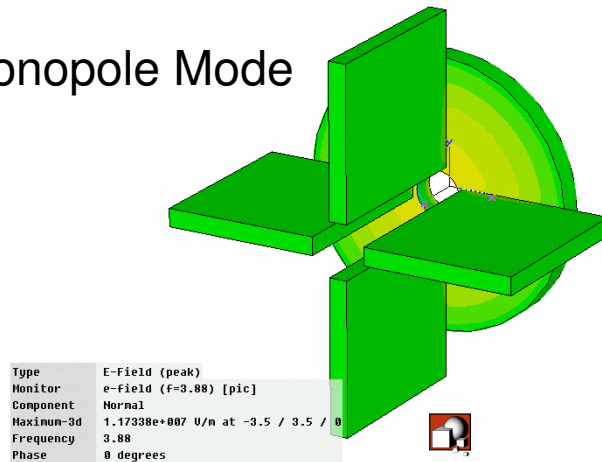 onopole Mode
y
x
z
Type E-Field (peak)
Monitor e-field (f=3.88) [pic]
Component Normal
Maximum-3d 1.17338e+007 V/m at -3.5 / 3.5 / 0
Frequency 3.88
Phase 0 degrees